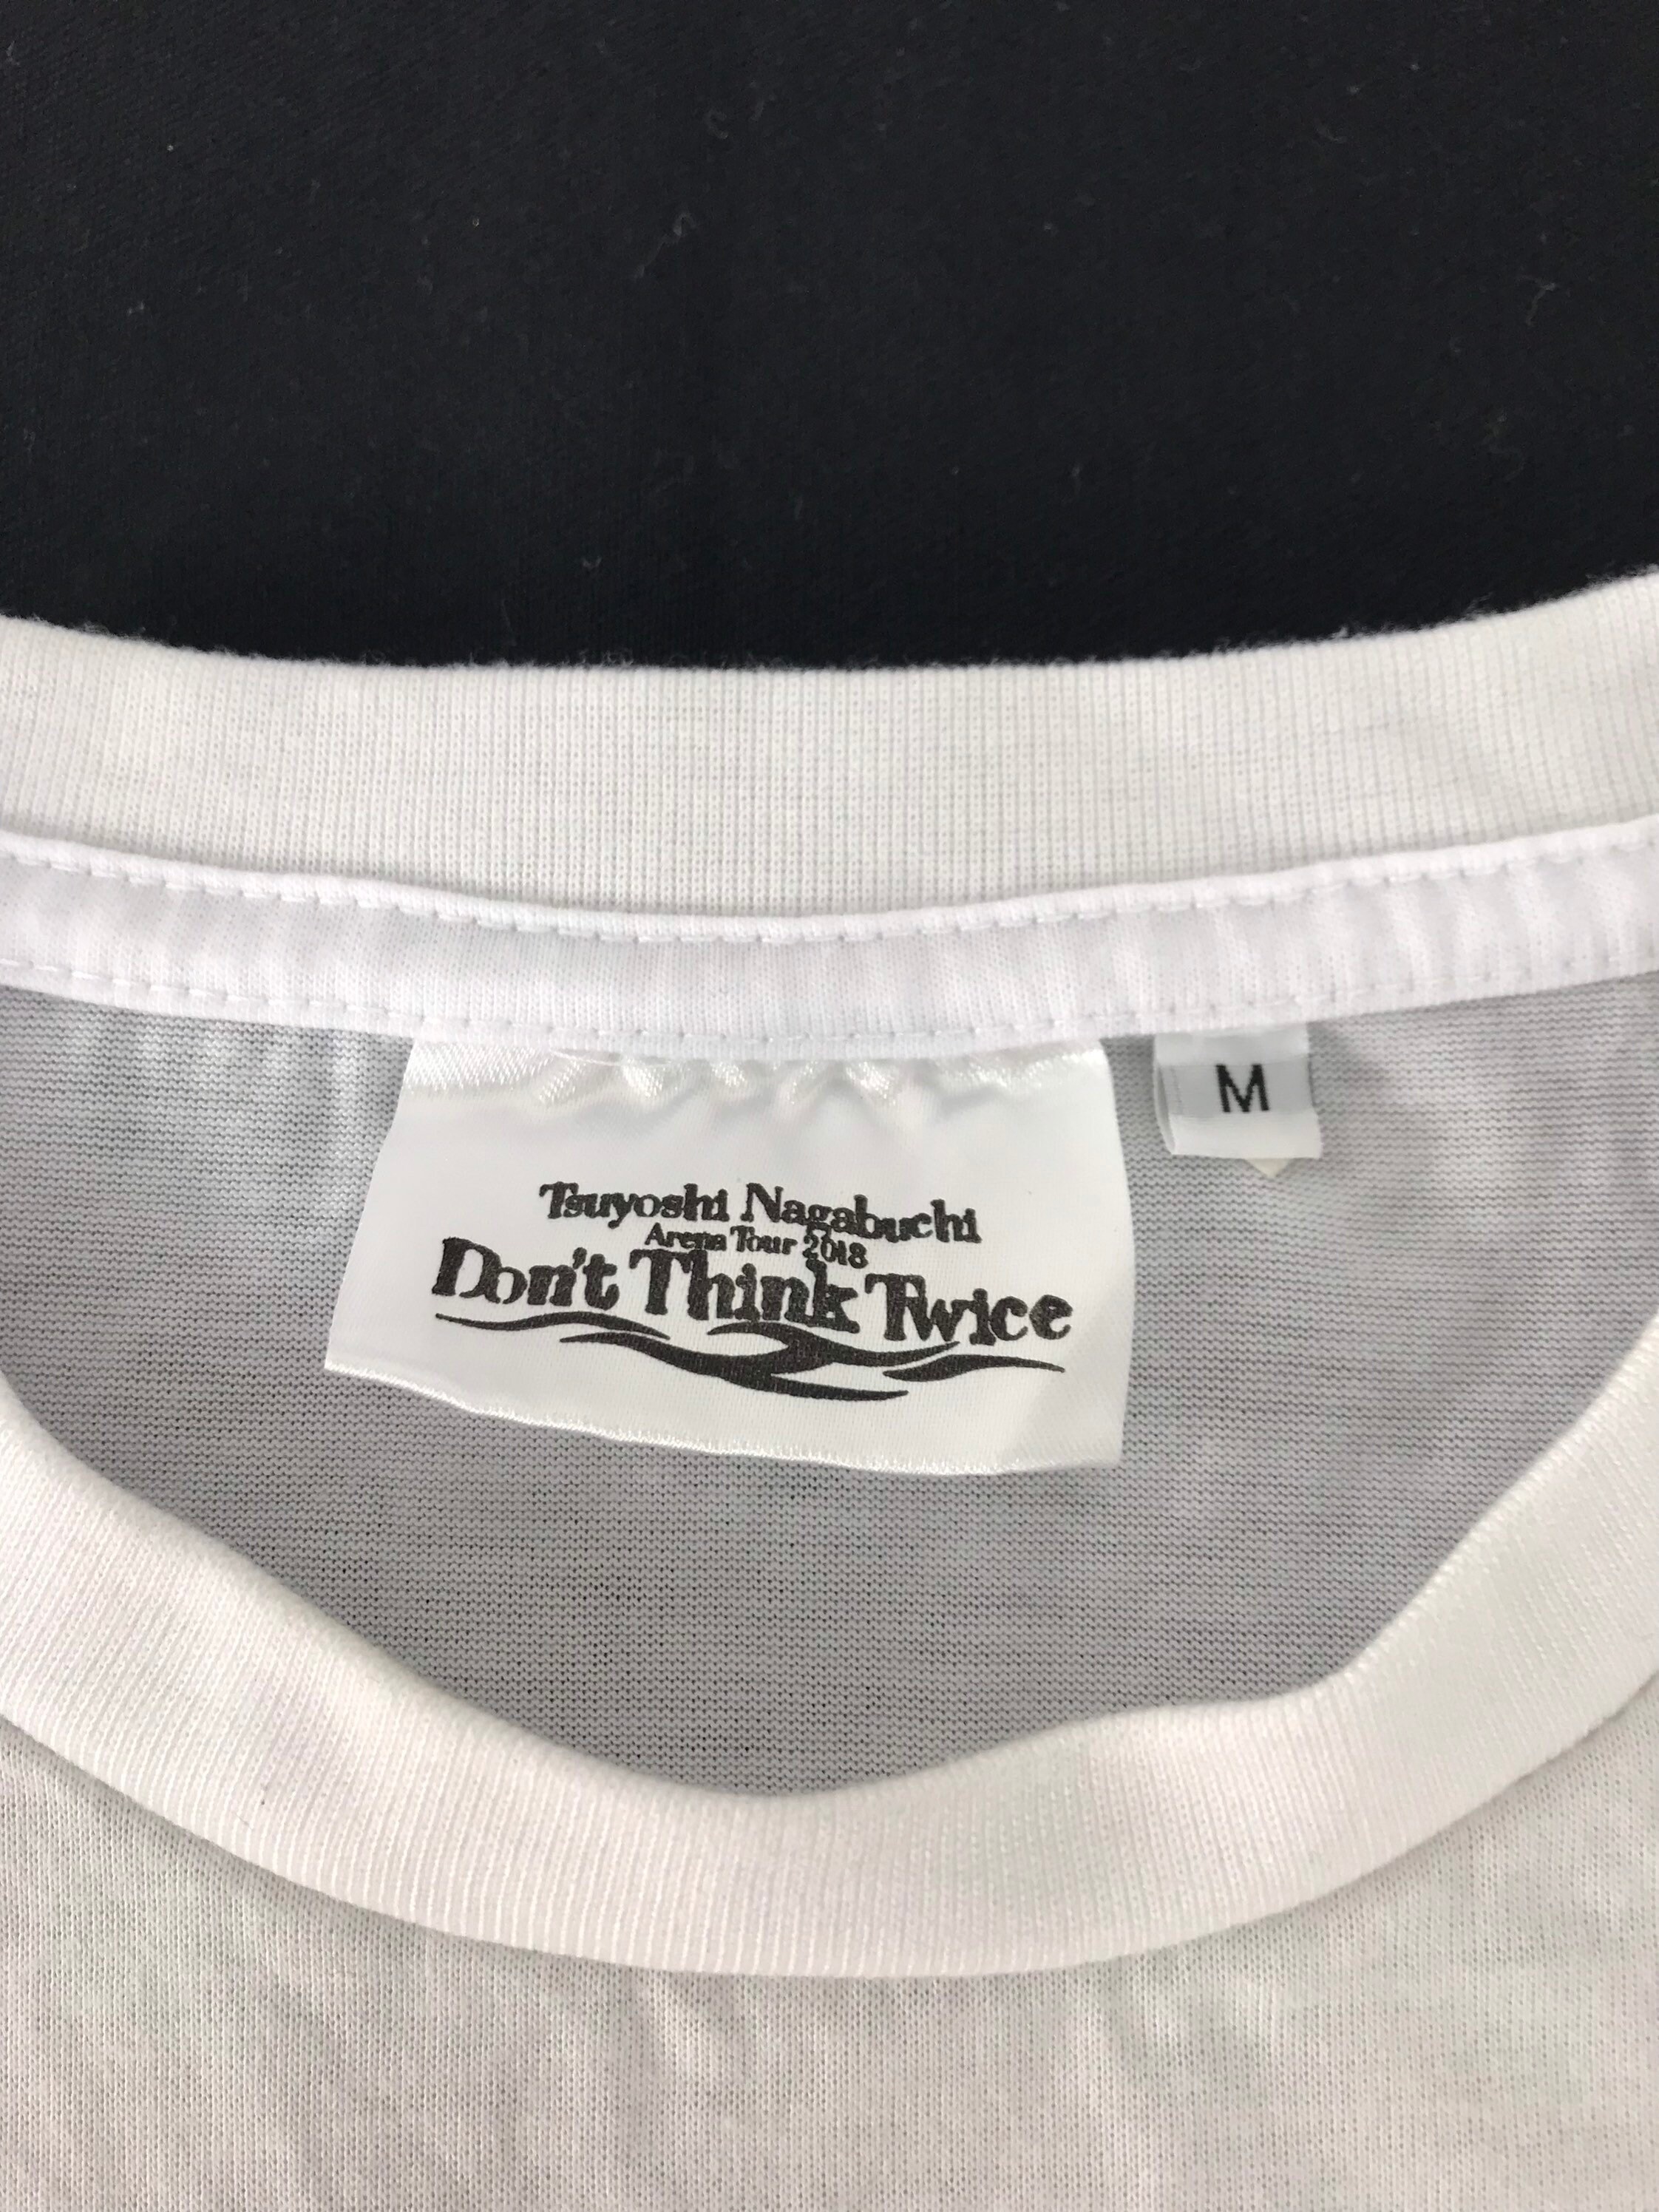 Tsuyoshi Nagabuchi
Arena Tour 2018
Don't Think Twice
M